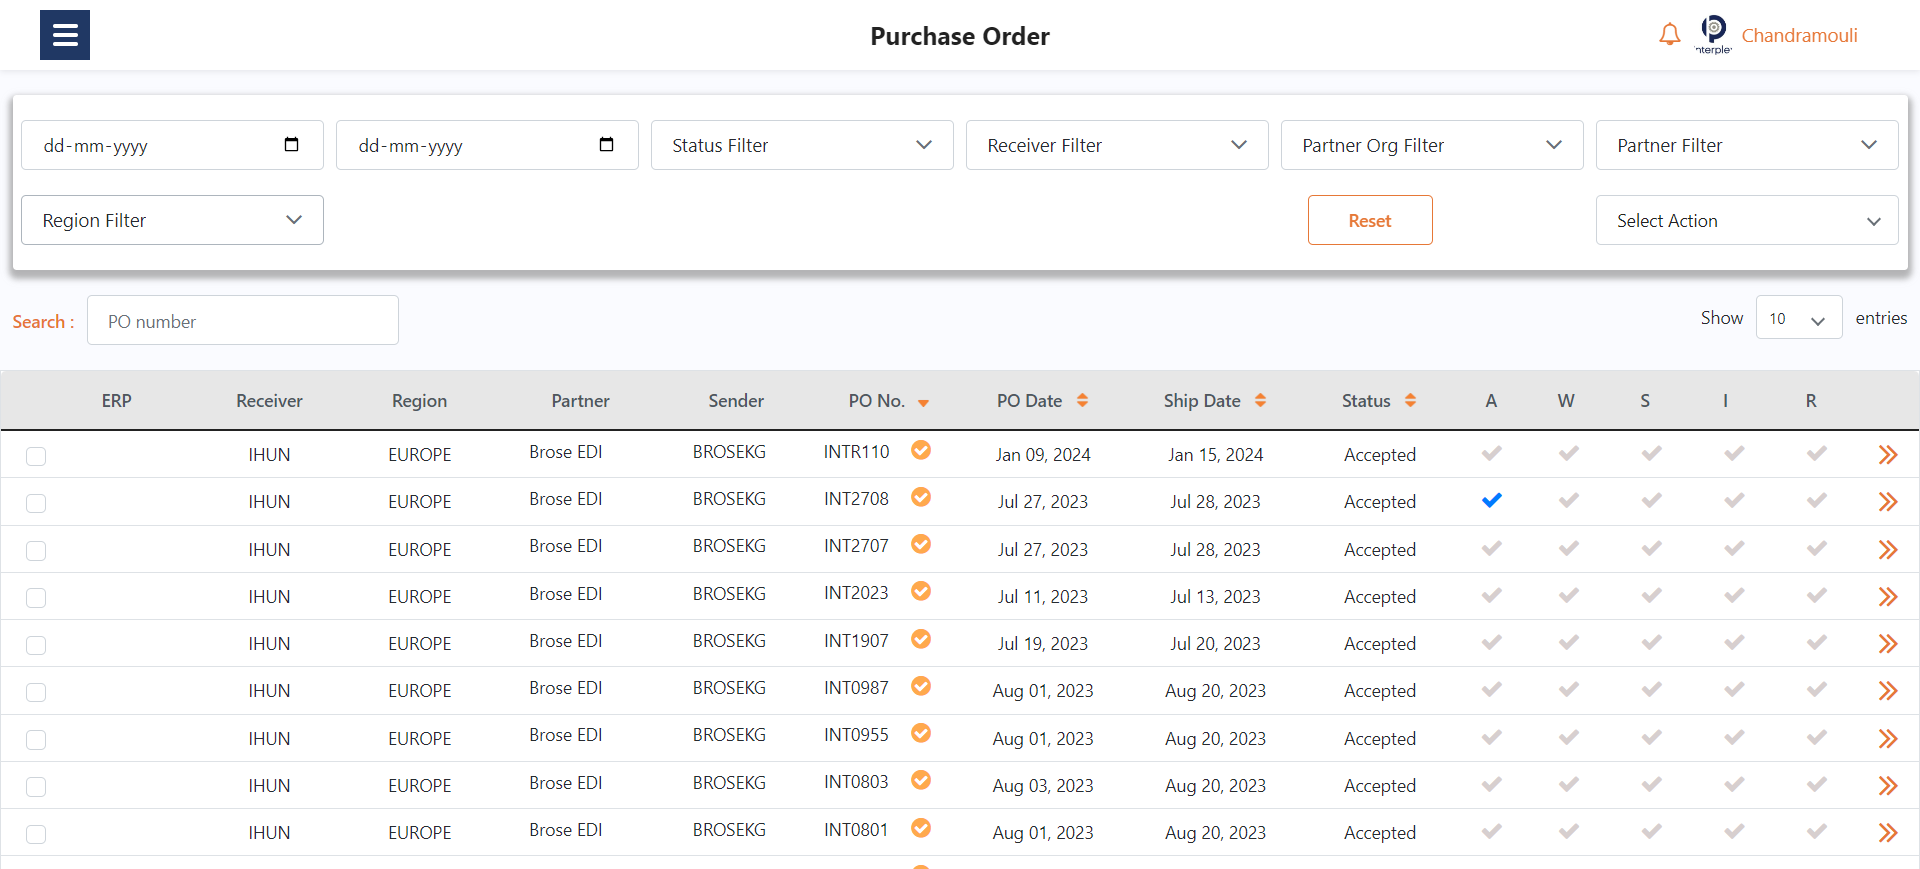 Purchase Order
nterple
Chandramouli
dd-mm-yyyy dd-mm-yyyy Status Filter Receiver Filter Partner Org Filter Partner Filter
Region Filter Reset Select Action
Search : PO number Show 10 entries
ERP Receiver Region Partner Sender PO No. PO Date Ship Date Status A W S I R
IHUN EUROPE Brose EDI BROSEKG INTR110 Jan 09, 2024 Jan 15, 2024 Accepted
IHUN EUROPE Brose EDI BROSEKG INT2708 Jul 27, 2023 Jul 28, 2023 Accepted
IHUN EUROPE Brose EDI BROSEKG INT2707 Jul 27, 2023 Jul 28, 2023 Accepted
IHUN EUROPE Brose EDI BROSEKG INT2023 Jul 11, 2023 Jul 13, 2023 Accepted
IHUN EUROPE Brose EDI BROSEKG INT1907 Jul 19, 2023 Jul 20, 2023 Accepted
IHUN EUROPE Brose EDI BROSEKG INT0987 Aug 01, 2023 Aug 20, 2023 Accepted
IHUN EUROPE Brose EDI BROSEKG INT0955 Aug 01, 2023 Aug 20, 2023 Accepted
IHUN EUROPE Brose EDI BROSEKG INT0803 Aug 03, 2023 Aug 20, 2023 Accepted
IHUN EUROPE Brose EDI BROSEKG INT0801 Aug 01, 2023 Aug 20, 2023 Accepted